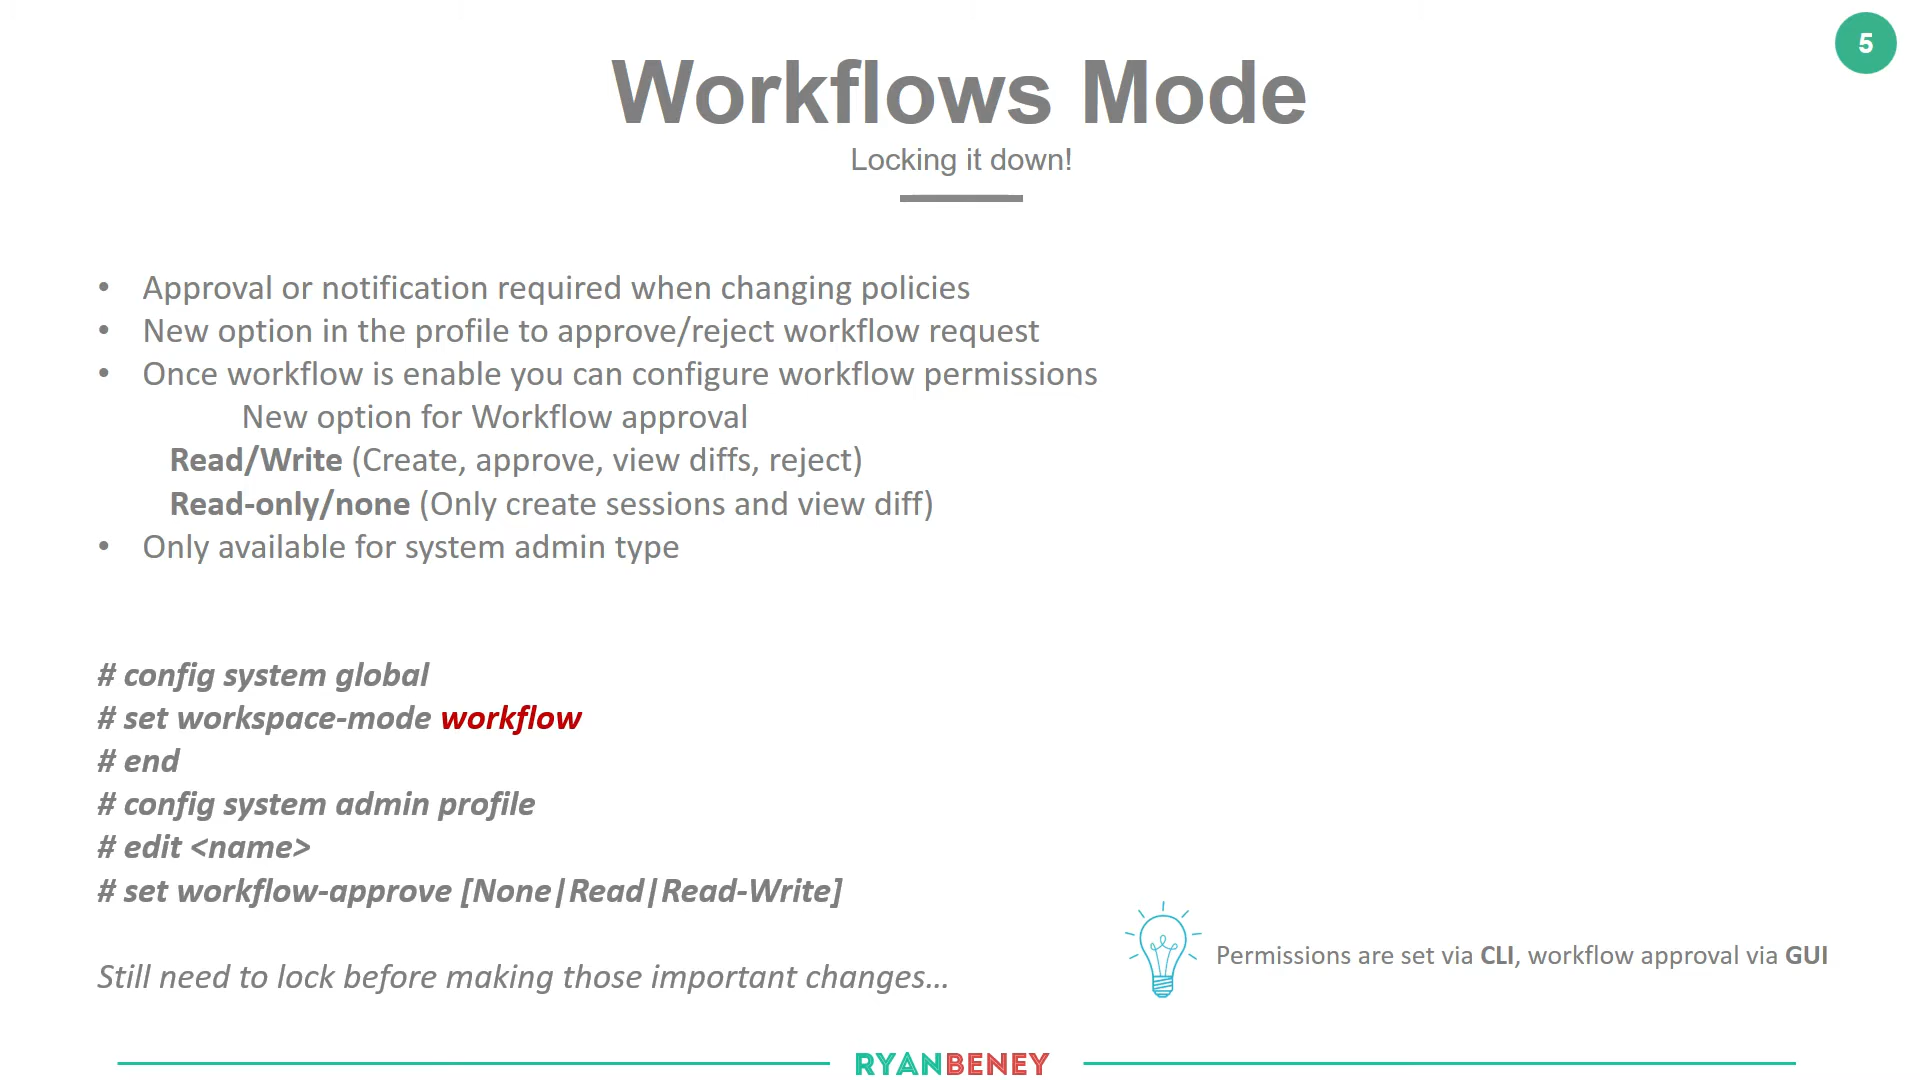 5
Workflows Mode
Locking it down!
• Approval or notification required when changing policies
• New option in the profile to approve/reject workflow request
• Once workflow is enable you can configure workflow permissions
New option for Workflow approval
Read/Write (Create, approve, view diffs, reject)
Read-only/none (Only create sessions and view diff)
• Only available for system admin type
# config system global
# set workspace-mode workflow
# end
# config system admin profile
# edit <name>
# set workflow-approve [None|Read|Read-Write]
Still need to lock before making those important changes...
Permissions are set via CLI, workflow approval via GUI
RYANBENEY